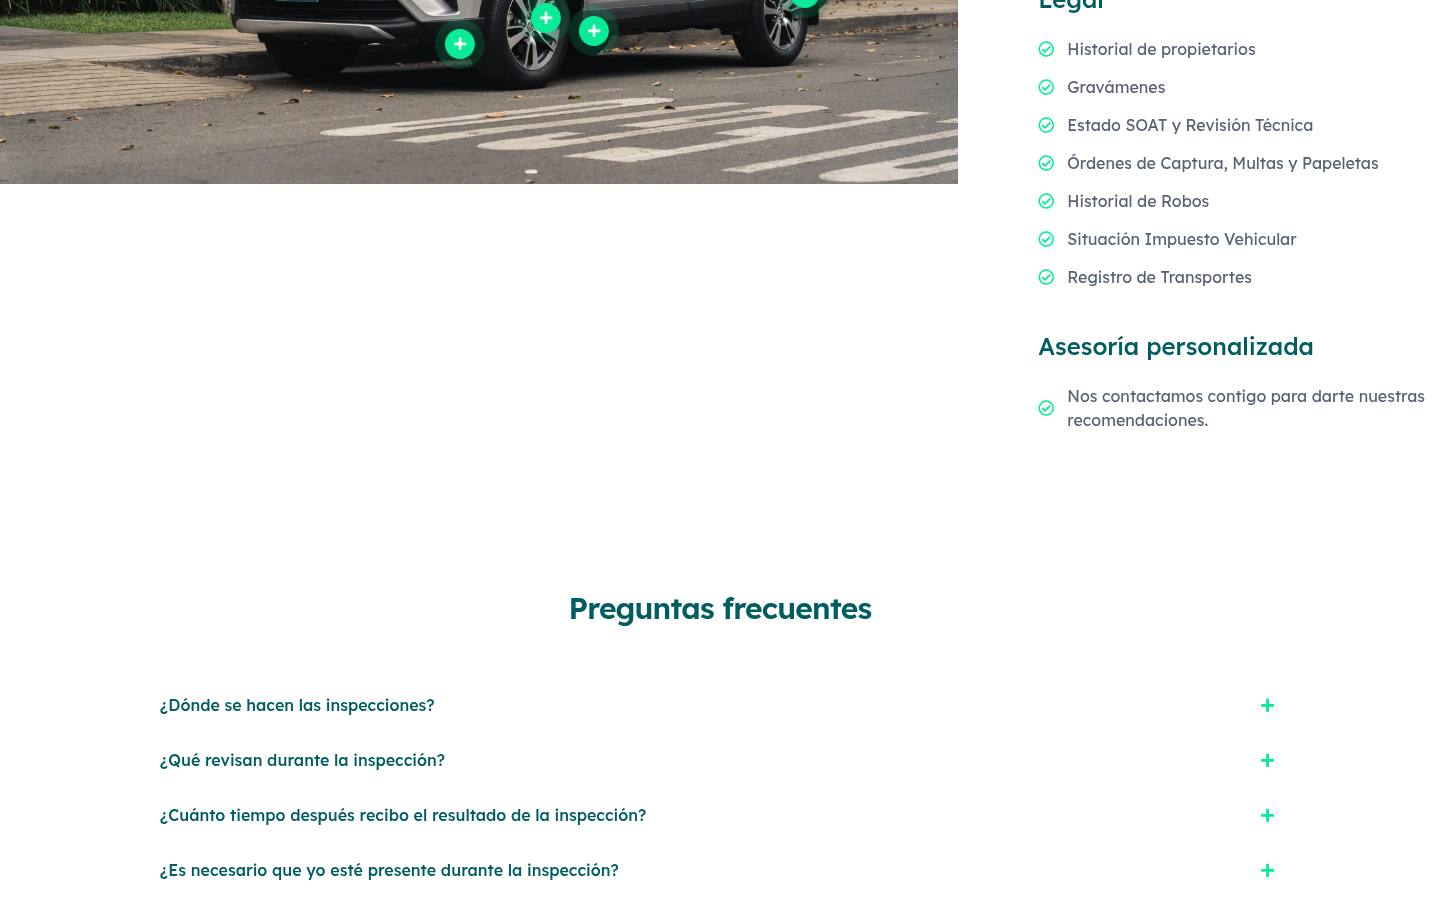 Legal
Historial de propietarios
Gravámenes
Estado SOAT y Revisión Técnica
Órdenes de Captura, Multas y Papeletas
Historial de Robos
Situación Impuesto Vehicular
Registro de Transportes
Asesoría personalizada
Nos contactamos contigo para darte nuestras
recomendaciones.
Preguntas frecuentes
¿Dónde se hacen las inspecciones?
¿Qué revisan durante la inspección?
¿Cuánto tiempo después recibo el resultado de la inspección?
¿Es necesario que yo esté presente durante la inspección?